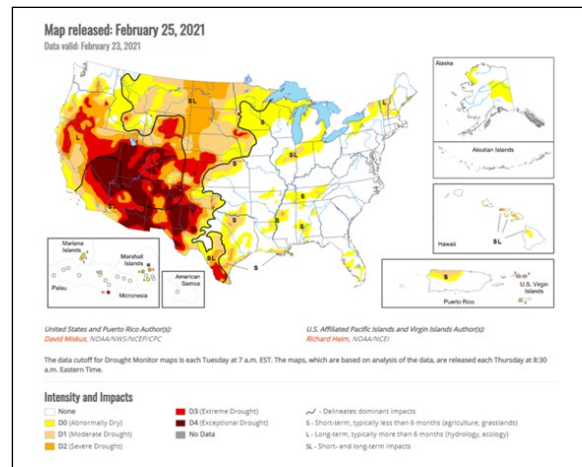 Map released: February 25, 2021
Data valid: February 23, 2021
Alaska
Aleutian Islands
SL
S
L
SL
S
S
S
SL
SL
S
Hawaii
SL
Mariana
Islands
Marshall
Islands
Palau
Micronesia
American
Samoa
S
Puerto Rico
U.S. Virgin
Islands
United States and Puerto Rico Author(s):
David Miskus, NOAA/NWS/NCEP/CPC
U.S. Affiliated Pacific Islands and Virgin Islands Author(s):
Richard Heim, NOAA/NCEI
The data cutoff for Drought Monitor maps is each Tuesday at 7 a.m. EST. The maps, which are based on analysis of the data, are released each Thursday at 8:30
a.m. Eastern Time.
Intensity and Impacts
None
D0 (Abnormally Dry)
D1 (Moderate Drought)
D2 (Severe Drought)
D3 (Extreme Drought)
D4 (Exceptional Drought)
No Data
- Delineates dominant impacts
S - Short-term, typically less than 6 months (agriculture, grasslands)
L - Long-term, typically more than 6 months (hydrology, ecology)
SL - Short- and long-term impacts